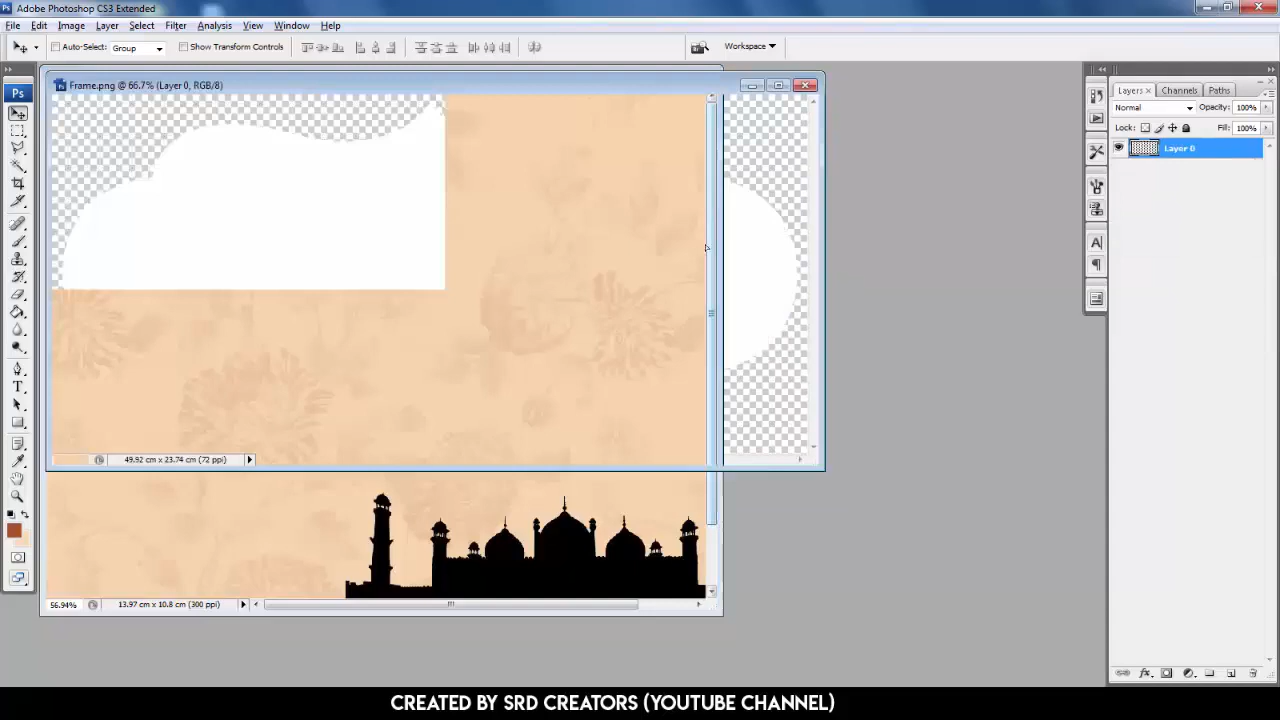 Ps Adobe Photoshop CS3 Extended
File Edit Image Layer Select Filter Analysis View Window Help
Auto-Select: Group Show Transform Controls Workspace
Frame.png @ 66.7% (Layer 0, RGB/8)
Ps
Layers × Channels Paths
Normal Opacity: 100%
Lock: Fill: 100%
Layer 0
49.92 cm x 23.74 cm (72 ppi)
56.94% 13.97 cm x 10.8 cm (300 ppi)
CREATED BY SRD CREATORS (YOUTUBE CHANNEL)